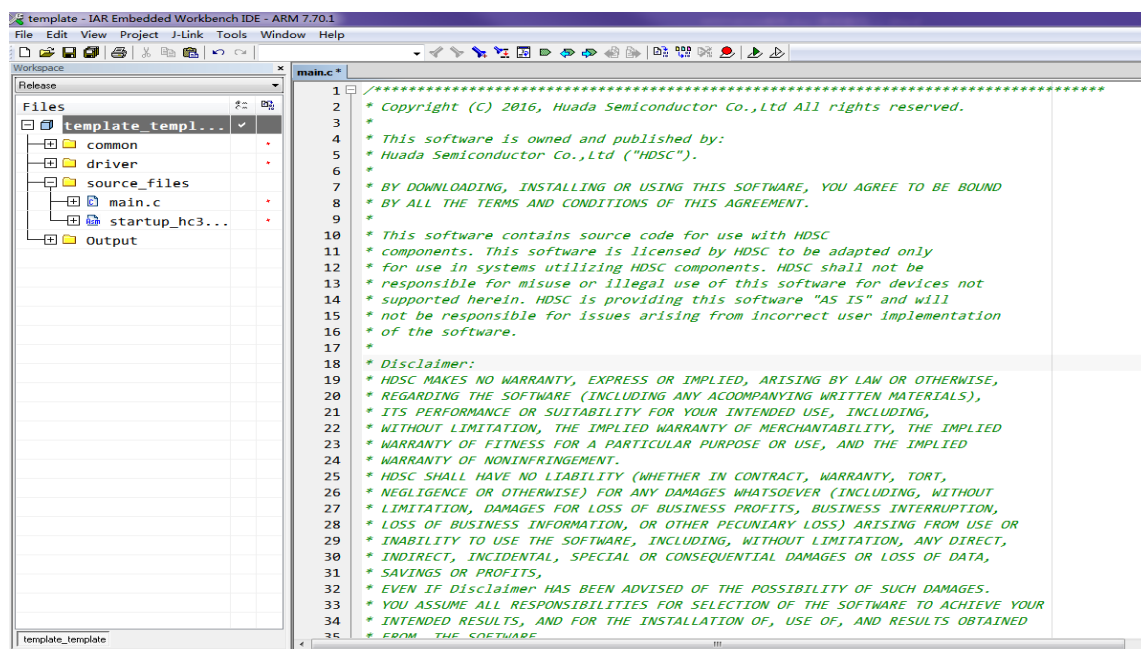 template - IAR Embedded Workbench IDE - ARM 7.70.1
File Edit View Project J-Link Tools Window Help
Workspace
Release
Files
template_templ...
common
driver
source_files
main.c
startup_hc3...
Output
template_template
main.c *
1 /****************************************************************************************
2 * Copyright (C) 2016, Huada Semiconductor Co.,Ltd All rights reserved.
3 *
4 * This software is owned and published by:
5 * Huada Semiconductor Co.,Ltd ("HDSC").
6 *
7 * BY DOWNLOADING, INSTALLING OR USING THIS SOFTWARE, YOU AGREE TO BE BOUND
8 * BY ALL THE TERMS AND CONDITIONS OF THIS AGREEMENT.
9 *
10 * This software contains source code for use with HDSC
11 * components. This software is licensed by HDSC to be adapted only
12 * for use in systems utilizing HDSC components. HDSC shall not be
13 * responsible for misuse or illegal use of this software for devices not
14 * supported herein. HDSC is providing this software "AS IS" and will
15 * not be responsible for issues arising from incorrect user implementation
16 * of the software.
17 *
18 * Disclaimer:
19 * HDSC MAKES NO WARRANTY, EXPRESS OR IMPLIED, ARISING BY LAW OR OTHERWISE,
20 * REGARDING THE SOFTWARE (INCLUDING ANY ACOOMPANYING WRITTEN MATERIALS),
21 * ITS PERFORMANCE OR SUITABILITY FOR YOUR INTENDED USE, INCLUDING,
22 * WITHOUT LIMITATION, THE IMPLIED WARRANTY OF MERCHANTABILITY, THE IMPLIED
23 * WARRANTY OF FITNESS FOR A PARTICULAR PURPOSE OR USE, AND THE IMPLIED
24 * WARRANTY OF NONINFRINGEMENT.
25 * HDSC SHALL HAVE NO LIABILITY (WHETHER IN CONTRACT, WARRANTY, TORT,
26 * NEGLIGENCE OR OTHERWISE) FOR ANY DAMAGES WHATSOEVER (INCLUDING, WITHOUT
27 * LIMITATION, DAMAGES FOR LOSS OF BUSINESS PROFITS, BUSINESS INTERRUPTION,
28 * LOSS OF BUSINESS INFORMATION, OR OTHER PECUNIARY LOSS) ARISING FROM USE OR
29 * INABILITY TO USE THE SOFTWARE, INCLUDING, WITHOUT LIMITATION, ANY DIRECT,
30 * INDIRECT, INCIDENTAL, SPECIAL OR CONSEQUENTIAL DAMAGES OR LOSS OF DATA,
31 * SAVINGS OR PROFITS,
32 * EVEN IF Disclaimer HAS BEEN ADVISED OF THE POSSIBILITY OF SUCH DAMAGES.
33 * YOU ASSUME ALL RESPONSIBILITIES FOR SELECTION OF THE SOFTWARE TO ACHIEVE YOUR
34 * INTENDED RESULTS, AND FOR THE INSTALLATION OF, USE OF, AND RESULTS OBTAINED
35 * FROM, THE SOFTWARE